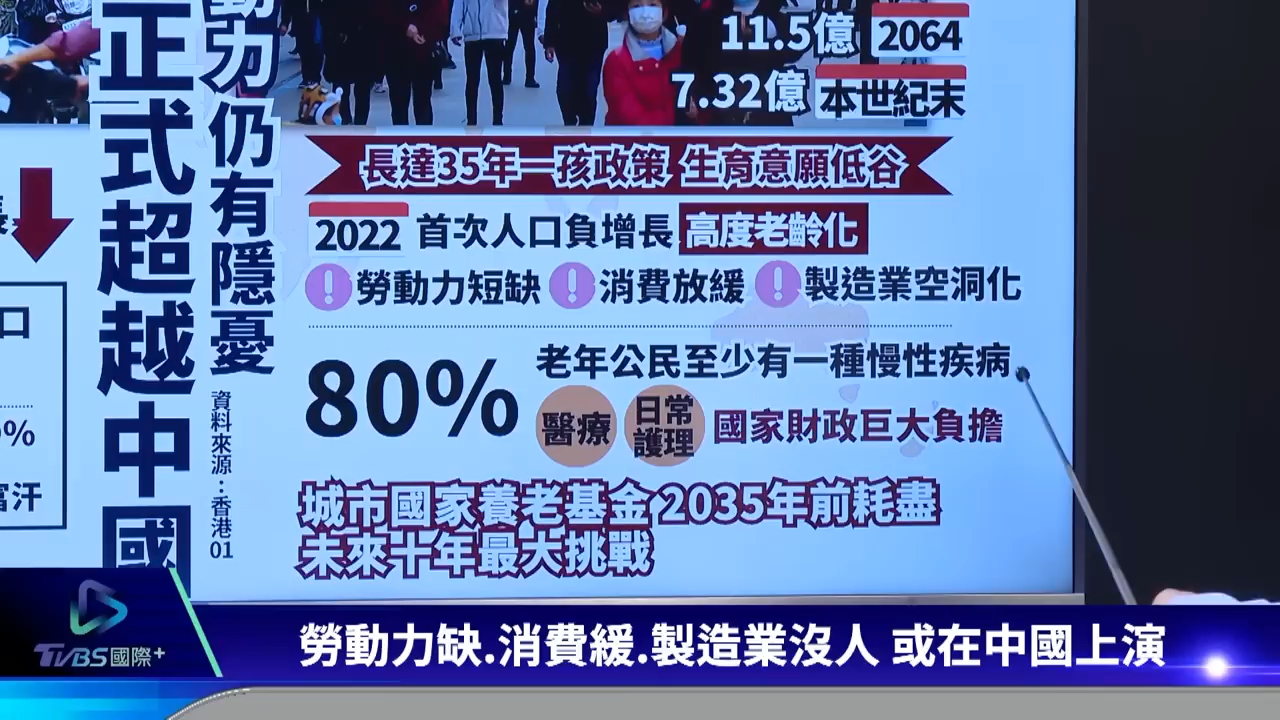 正式超越中國
動力仍有隱憂
資料來源：香港01
11.5億 2064
7.32億 本世紀末
長達35年一孩政策 生育意願低谷
2022 首次人口負增長 高度老齡化
! 勞動力短缺 ! 消費放緩 ! 製造業空洞化
80% 老年公民至少有一種慢性疾病
醫療 日常護理 國家財政巨大負擔
城市國家養老基金2035年前耗盡
未來十年最大挑戰
口
%
富汗
TVBS國際+
勞動力缺.消費緩.製造業沒人 或在中國上演